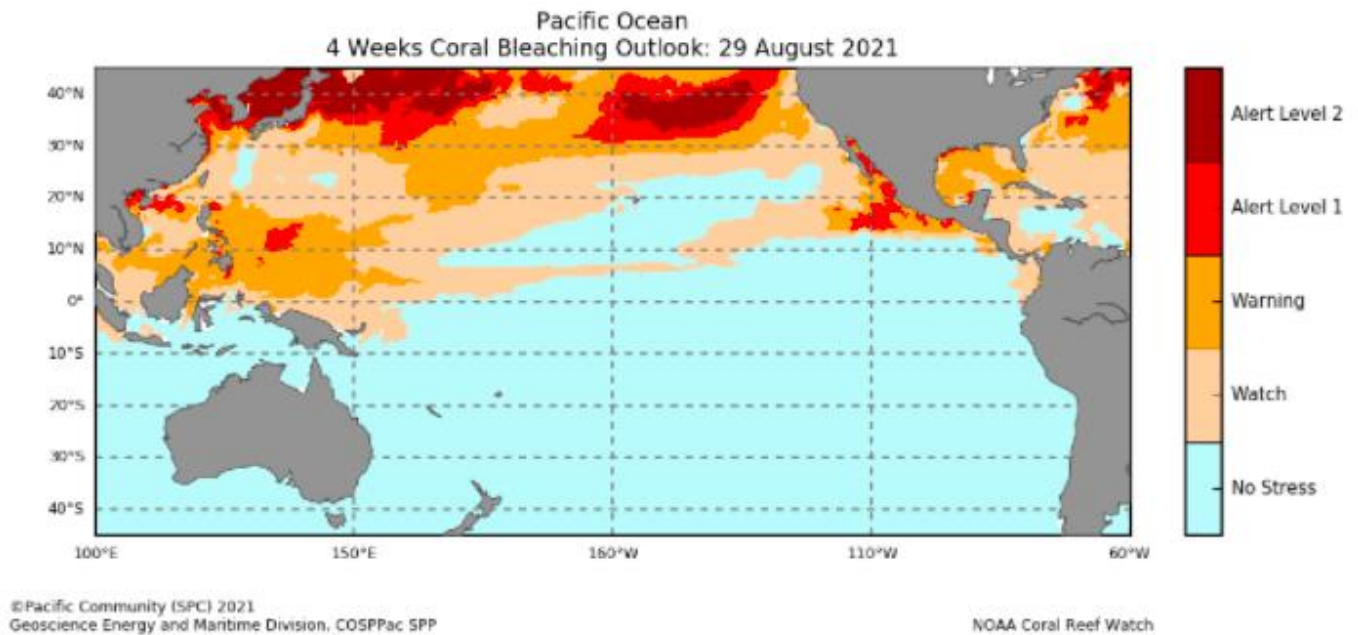 Pacific Ocean
4 Weeks Coral Bleaching Outlook: 29 August 2021
40°N
30°N
20°N
10°N
0°
10°S
20°S
30°S
40°S
100°E
150°E
160°W
110°W
60°W
Alert Level 2
Alert Level 1
Warning
Watch
No Stress
©Pacific Community (SPC) 2021
Geoscience Energy and Maritime Division, COSPPac SPP
NOAA Coral Reef Watch